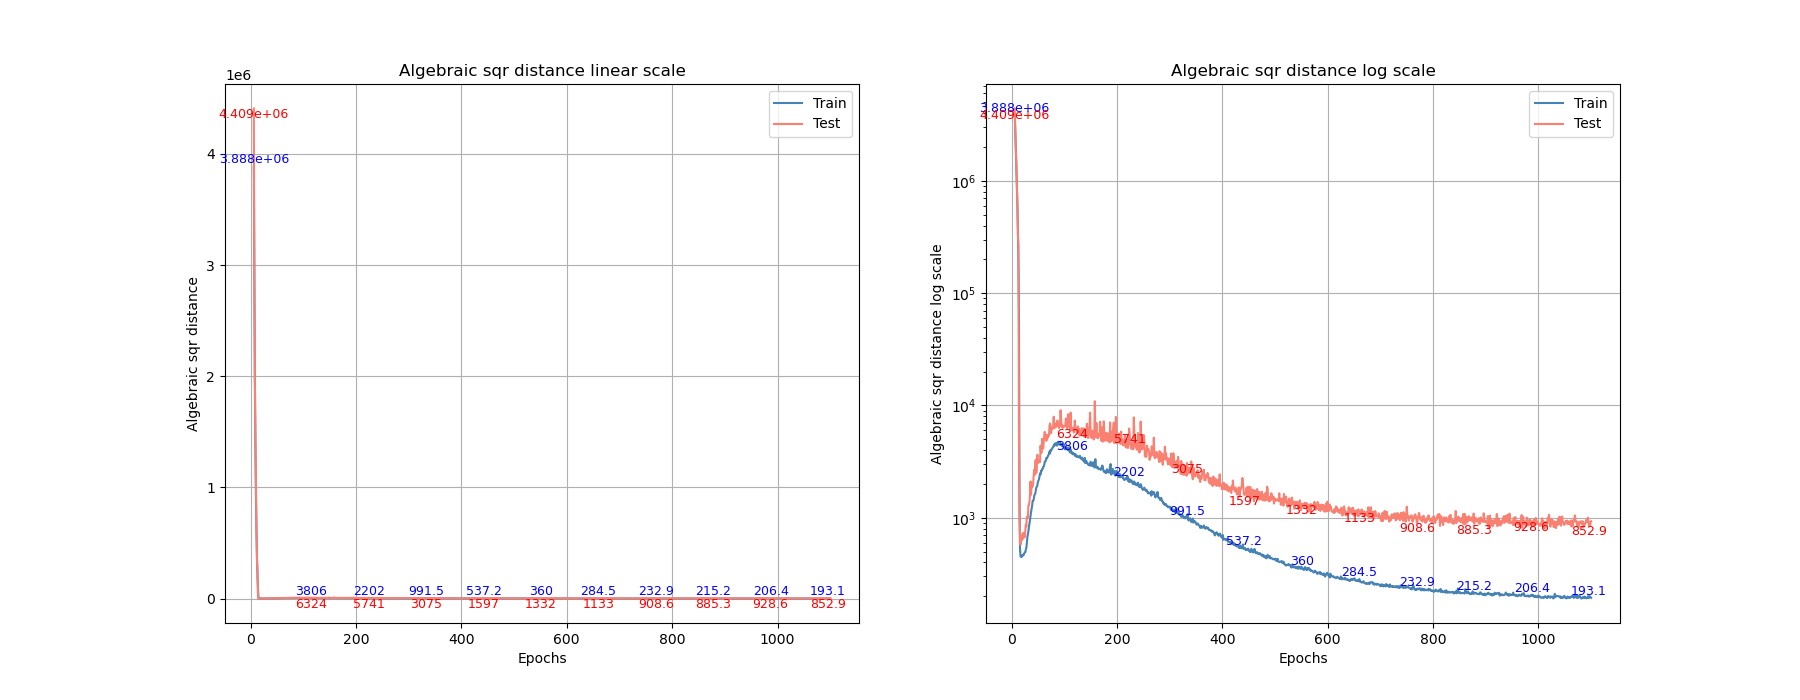 Algebraic sqr distance linear scale
1e6
Train
Test
4.409e+06
3.888e+06
4
3
2
1
0
Algebraic sqr distance
3806 2202 991.5 537.2 360 284.5 232.9 215.2 206.4 193.1
6324 5741 3075 1597 1332 1133 908.6 885.3 928.6 852.9
0 200 400 600 800 1000
Epochs
Algebraic sqr distance log scale
Train
Test
3.888e+06
4.409e+06
10^6
10^5
10^4
10^3
Algebraic sqr distance log scale
6324 5741 3075 1597 1332 1133 908.6 885.3 928.6 852.9
3806 2202 991.5 537.2 360 284.5 232.9 215.2 206.4 193.1
0 200 400 600 800 1000
Epochs